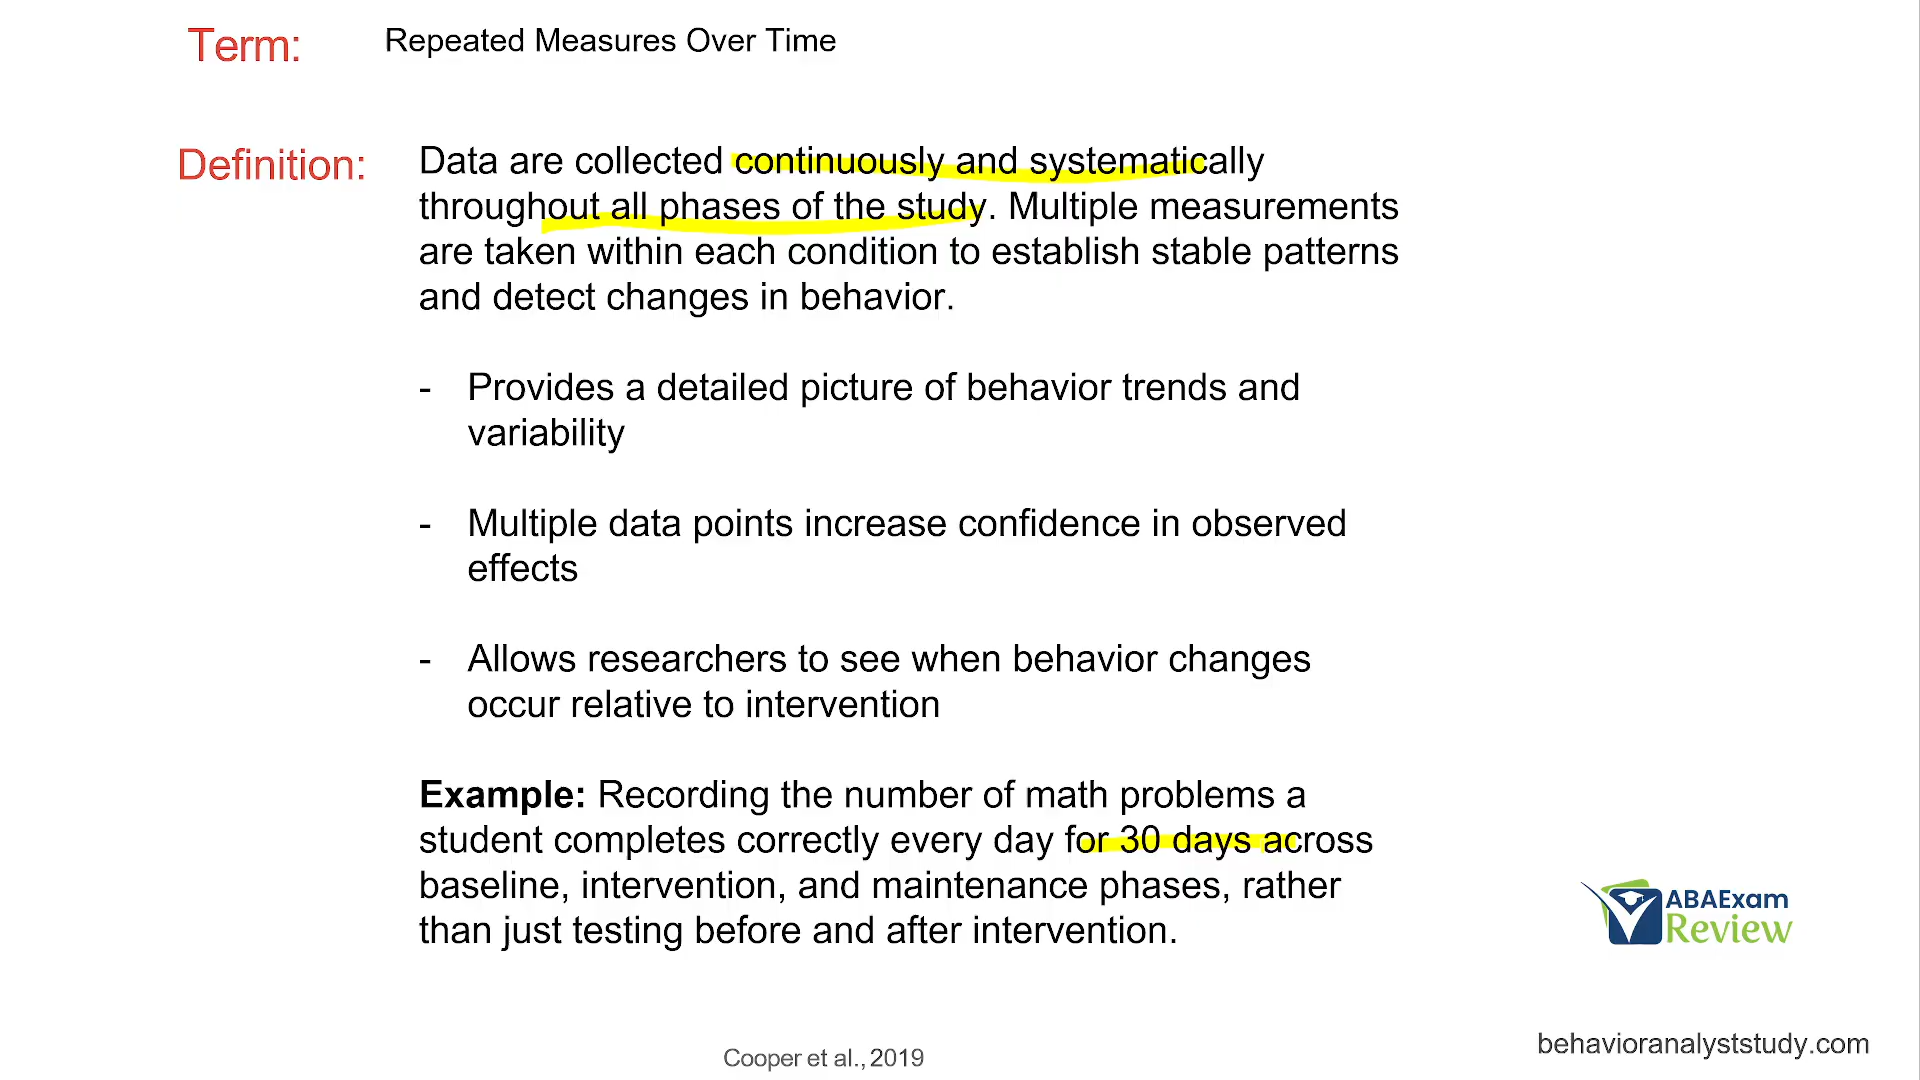 Term: Repeated Measures Over Time
Definition: Data are collected continuously and systematically
throughout all phases of the study. Multiple measurements
are taken within each condition to establish stable patterns
and detect changes in behavior.
- Provides a detailed picture of behavior trends and
variability
- Multiple data points increase confidence in observed
effects
- Allows researchers to see when behavior changes
occur relative to intervention
Example: Recording the number of math problems a
student completes correctly every day for 30 days across
baseline, intervention, and maintenance phases, rather
than just testing before and after intervention.
ABAExam
Review
Cooper et al., 2019
behavioranalyststudy.com